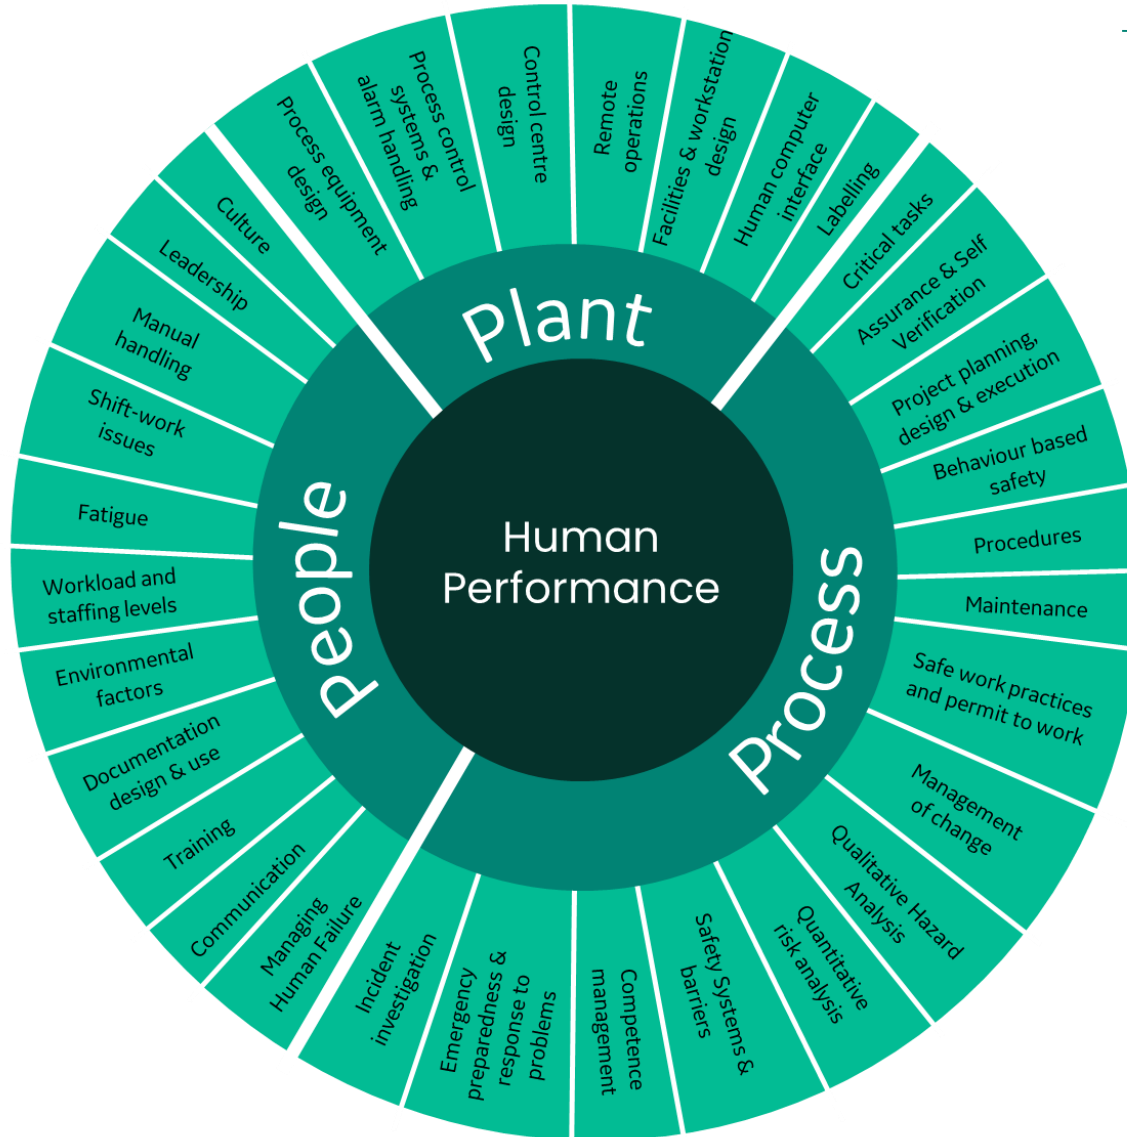 Human
Performance
Plant
Process equipment
design
Process control
systems &
alarm handling
Control centre
design
Remote
operations
Facilities & workstation
design
Human computer
interface
Labelling
Process
Critical tasks
Assurance & Self
Verification
Project planning,
design & execution
Behaviour based
safety
Procedures
Maintenance
Safe work practices
and permit to work
Management
of change
Qualitative Hazard
Analysis
Quantitative
risk analysis
Safety Systems &
barriers
Competence
management
Emergency
preparedness &
response to
problems
Incident
investigation
People
Managing
Human Failure
Communication
Training
Documentation
design & use
Environmental
factors
Workload and
staffing levels
Fatigue
Shift-work
issues
Manual
handling
Leadership
Culture